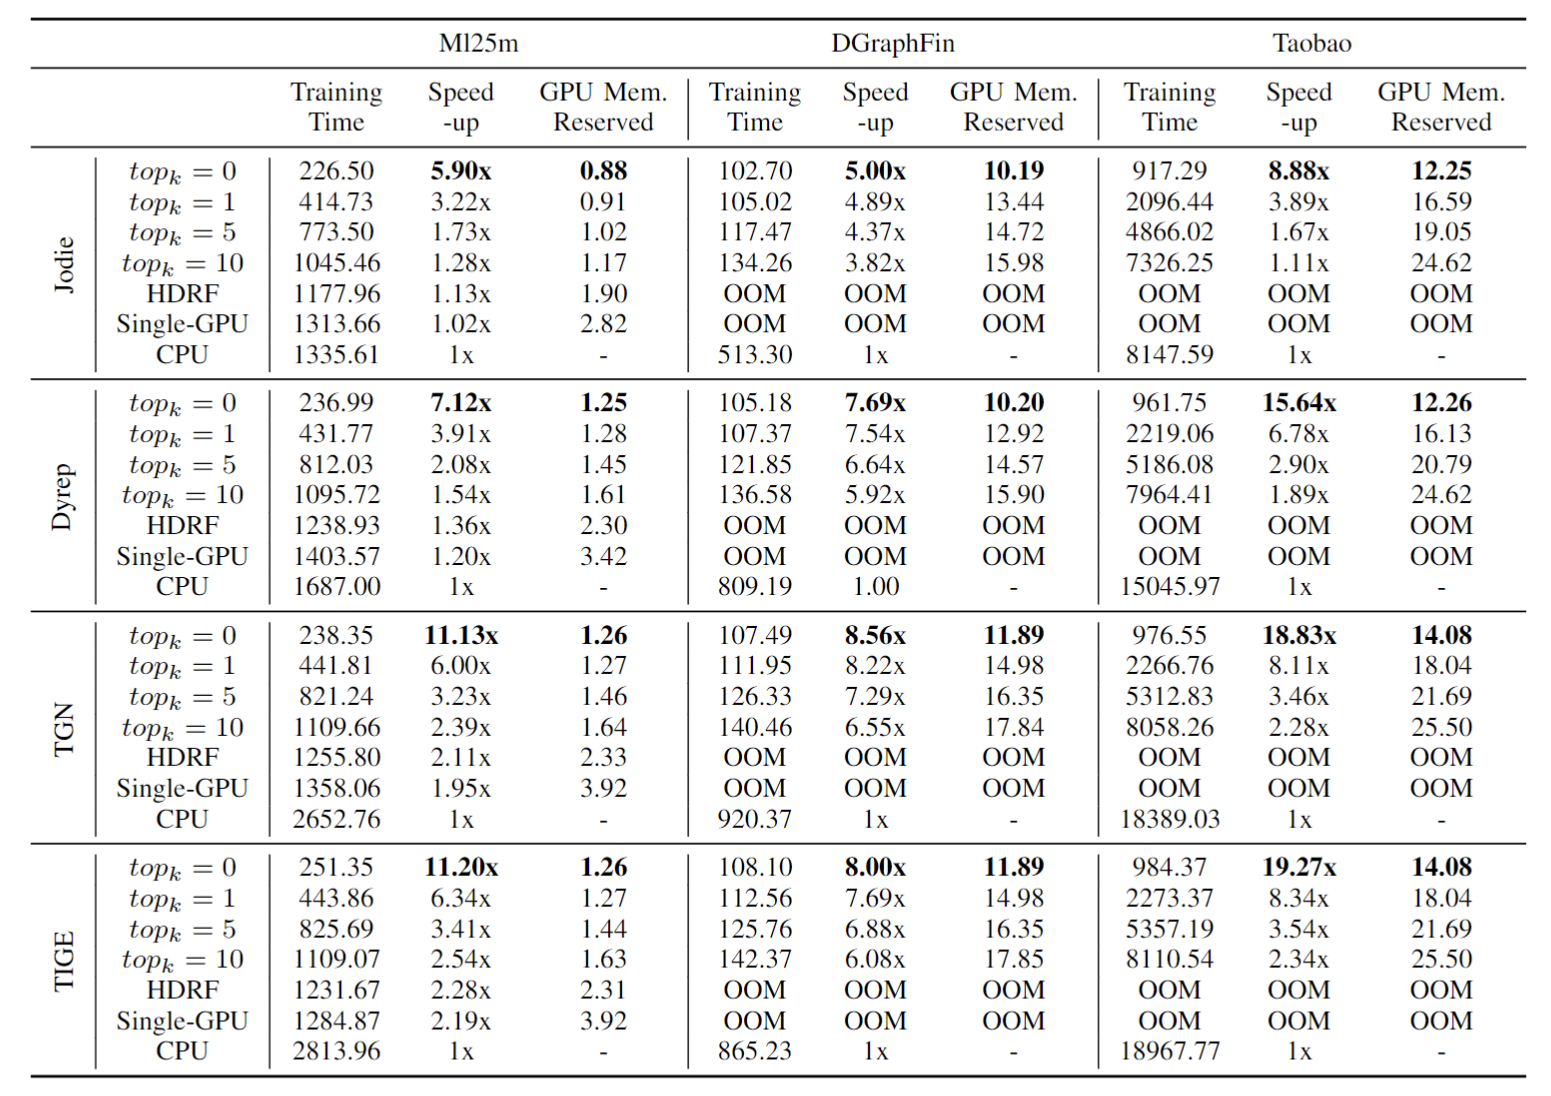 Ml25m DGraphFin Taobao
Training Speed GPU Mem. Training Speed GPU Mem. Training Speed GPU Mem.
Time -up Reserved Time -up Reserved Time -up Reserved
Jodie
top_k = 0 226.50 5.90x 0.88 102.70 5.00x 10.19 917.29 8.88x 12.25
top_k = 1 414.73 3.22x 0.91 105.02 4.89x 13.44 2096.44 3.89x 16.59
top_k = 5 773.50 1.73x 1.02 117.47 4.37x 14.72 4866.02 1.67x 19.05
top_k = 10 1045.46 1.28x 1.17 134.26 3.82x 15.98 7326.25 1.11x 24.62
HDRF 1177.96 1.13x 1.90 OOM OOM OOM OOM OOM OOM
Single-GPU 1313.66 1.02x 2.82 OOM OOM OOM OOM OOM OOM
CPU 1335.61 1x - 513.30 1x - 8147.59 1x -
Dyrep
top_k = 0 236.99 7.12x 1.25 105.18 7.69x 10.20 961.75 15.64x 12.26
top_k = 1 431.77 3.91x 1.28 107.37 7.54x 12.92 2219.06 6.78x 16.13
top_k = 5 812.03 2.08x 1.45 121.85 6.64x 14.57 5186.08 2.90x 20.79
top_k = 10 1095.72 1.54x 1.61 136.58 5.92x 15.90 7964.41 1.89x 24.62
HDRF 1238.93 1.36x 2.30 OOM OOM OOM OOM OOM OOM
Single-GPU 1403.57 1.20x 3.42 OOM OOM OOM OOM OOM OOM
CPU 1687.00 1x - 809.19 1.00 - 15045.97 1x -
TGN
top_k = 0 238.35 11.13x 1.26 107.49 8.56x 11.89 976.55 18.83x 14.08
top_k = 1 441.81 6.00x 1.27 111.95 8.22x 14.98 2266.76 8.11x 18.04
top_k = 5 821.24 3.23x 1.46 126.33 7.29x 16.35 5312.83 3.46x 21.69
top_k = 10 1109.66 2.39x 1.64 140.46 6.55x 17.84 8058.26 2.28x 25.50
HDRF 1255.80 2.11x 2.33 OOM OOM OOM OOM OOM OOM
Single-GPU 1358.06 1.95x 3.92 OOM OOM OOM OOM OOM OOM
CPU 2652.76 1x - 920.37 1x - 18389.03 1x -
TIGE
top_k = 0 251.35 11.20x 1.26 108.10 8.00x 11.89 984.37 19.27x 14.08
top_k = 1 443.86 6.34x 1.27 112.56 7.69x 14.98 2273.37 8.34x 18.04
top_k = 5 825.69 3.41x 1.44 125.76 6.88x 16.35 5357.19 3.54x 21.69
top_k = 10 1109.07 2.54x 1.63 142.37 6.08x 17.85 8110.54 2.34x 25.50
HDRF 1231.67 2.28x 2.31 OOM OOM OOM OOM OOM OOM
Single-GPU 1284.87 2.19x 3.92 OOM OOM OOM OOM OOM OOM
CPU 2813.96 1x - 865.23 1x - 18967.77 1x -